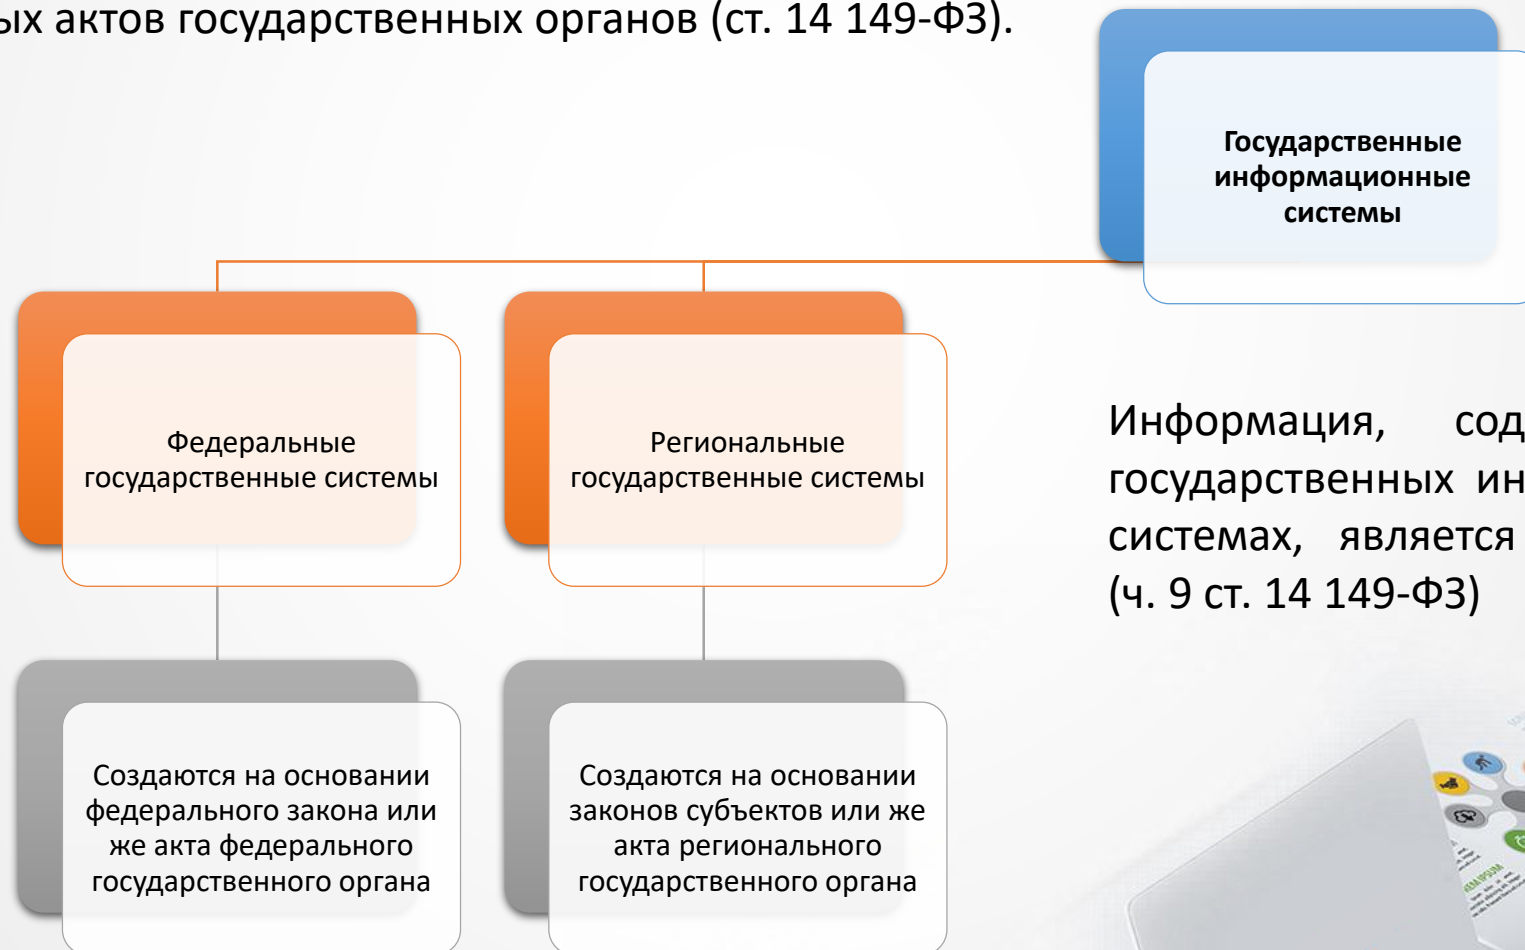 ых актов государственных органов (ст. 14 149-ФЗ).
Государственные
информационные
системы
Федеральные
государственные системы
Региональные
государственные системы
Информация, сод
государственных ин
системах, является
(ч. 9 ст. 14 149-ФЗ)
Создаются на основании
федерального закона или
же акта федерального
государственного органа
Создаются на основании
законов субъектов или же
акта регионального
государственного органа